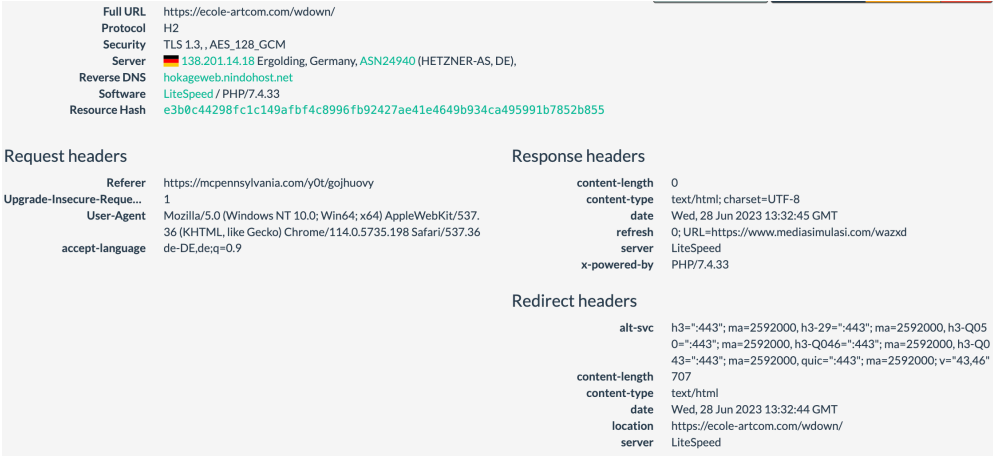 Full URL https://ecole-artcom.com/wdown/
Protocol H2
Security TLS 1.3, , AES_128_GCM
Server 138.201.14.18 Ergolding, Germany, ASN24940 (HETZNER-AS, DE),
Reverse DNS hokageweb.nindohost.net
Software LiteSpeed / PHP/7.4.33
Resource Hash e3b0c44298fc1c149afbf4c8996fb92427ae41e4649b934ca495991b7852b855
Request headers
Referer https://mcpennsylvania.com/y0t/gojhuovy
Upgrade-Insecure-Reque... 1
User-Agent Mozilla/5.0 (Windows NT 10.0; Win64; x64) AppleWebKit/537.
36 (KHTML, like Gecko) Chrome/114.0.5735.198 Safari/537.36
accept-language de-DE,de;q=0.9
Response headers
content-length 0
content-type text/html; charset=UTF-8
date Wed, 28 Jun 2023 13:32:45 GMT
refresh 0; URL=https://www.mediasimulasi.com/wazxd
server LiteSpeed
x-powered-by PHP/7.4.33
Redirect headers
alt-svc h3=":443"; ma=2592000, h3-29=":443"; ma=2592000, h3-Q05
0=":443"; ma=2592000, h3-Q046=":443"; ma=2592000, h3-Q0
43=":443"; ma=2592000, quic=":443"; ma=2592000; v="43,46"
content-length 707
content-type text/html
date Wed, 28 Jun 2023 13:32:44 GMT
location https://ecole-artcom.com/wdown/
server LiteSpeed